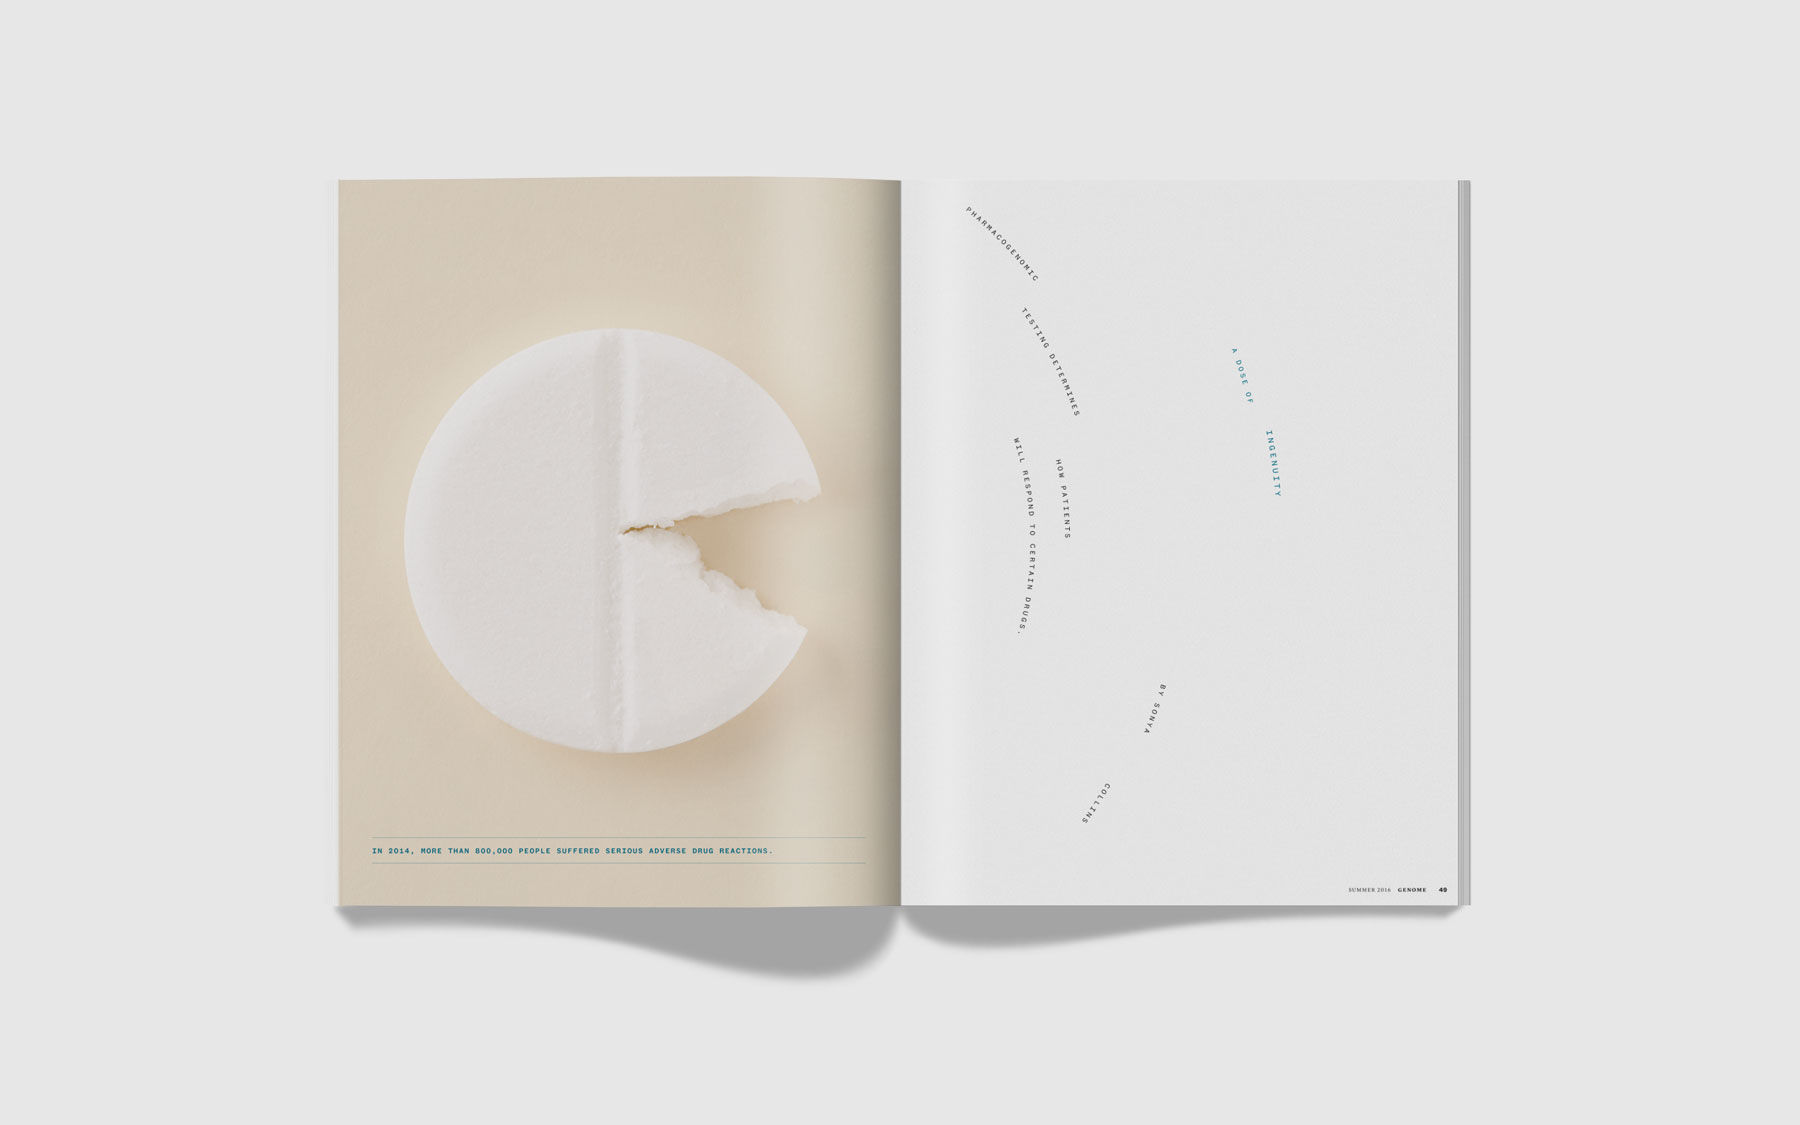 IN 2014, MORE THAN 800,000 PEOPLE SUFFERED SERIOUS ADVERSE DRUG REACTIONS.
PHARMACOGENOMIC
TESTING DETERMINES
HOW PATIENTS
WILL RESPOND TO CERTAIN DRUGS.
A DOSE OF
INGENUITY
BY SONYA
COLLINS
SUMMER 2016 GENOME 49